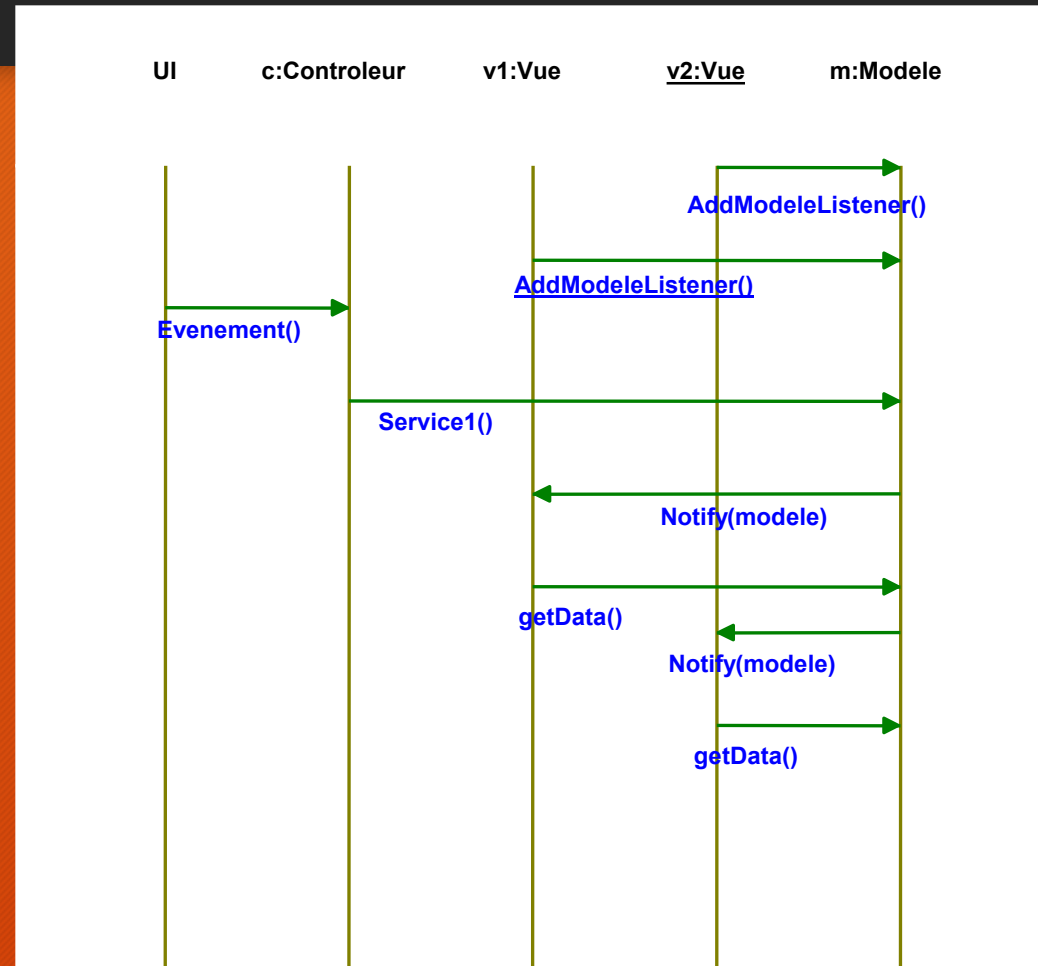 UI c:Controleur v1:Vue v2:Vue m:Modele
AddModeleListener()
AddModeleListener()
Evenement()
Service1()
Notify(modele)
getData()
Notify(modele)
getData()